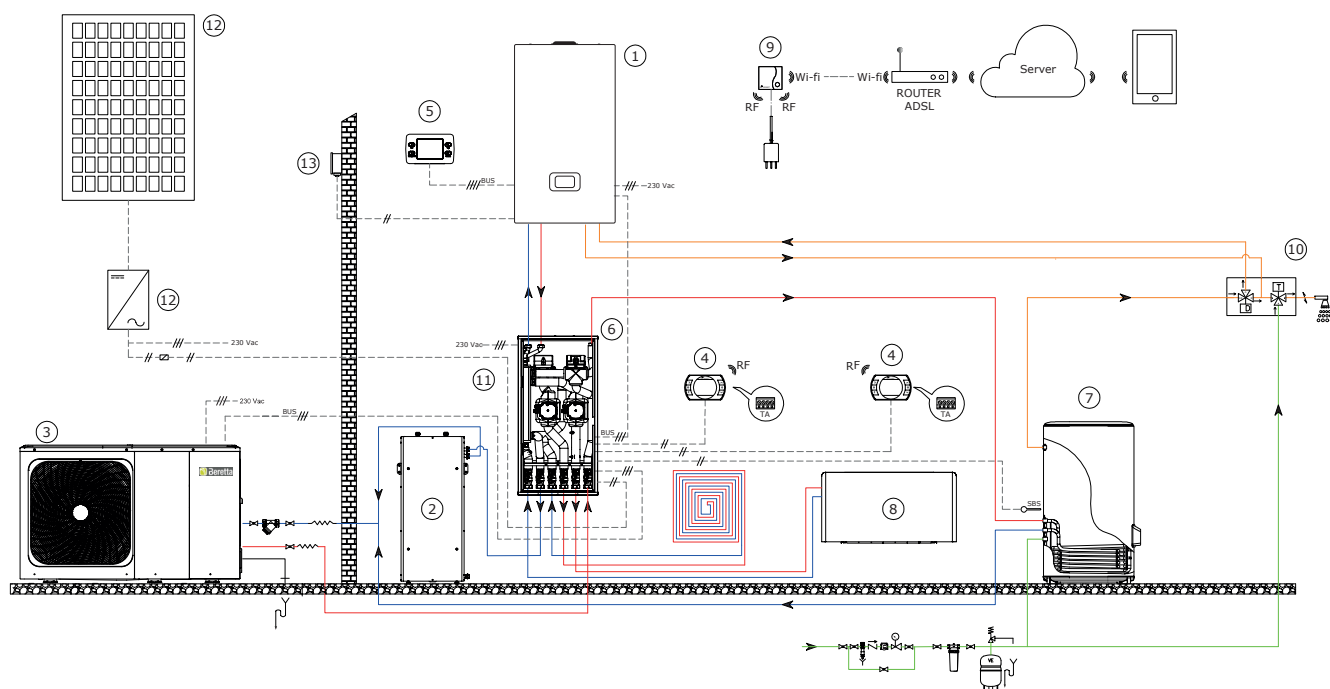 12
1
9
Wi-fi
Wi-fi
RF
RF
ROUTER
ADSL
Server
5
13
BUS
230 Vac
10
T
D
12
230 Vac
230 Vac
6
11
4
RF
TA
4
RF
TA
7
230 Vac
BUS
BUS
3
Beretta
2
8
SBS
VE